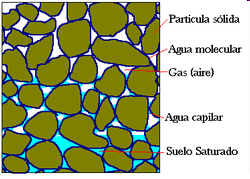 Partícula sólida
Agua molecular
Gas (aire)
Agua capilar
Suelo Saturado